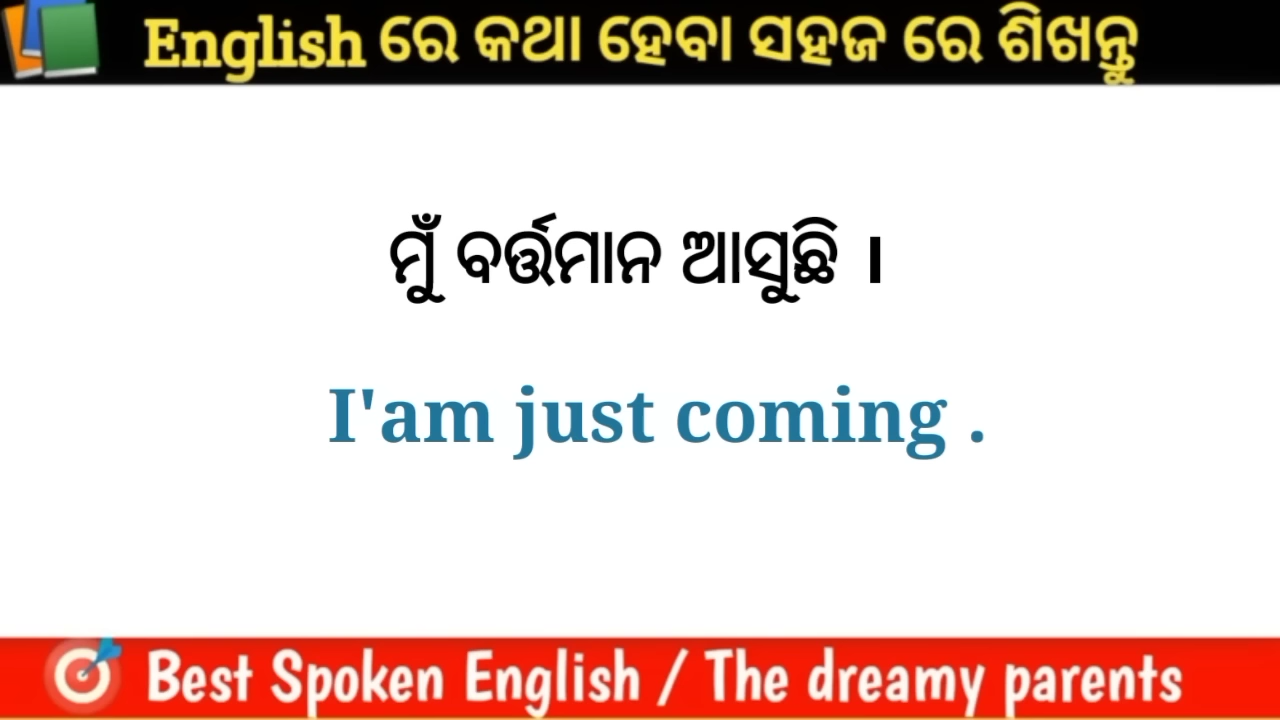 English ରେ କଥା ହେବା ସହଜ ରେ ଶିଖନ୍ତୁ
ମୁଁ ବର୍ତ୍ତମାନ ଆସୁଛି ।
I'am just coming .
Best Spoken English / The dreamy parents